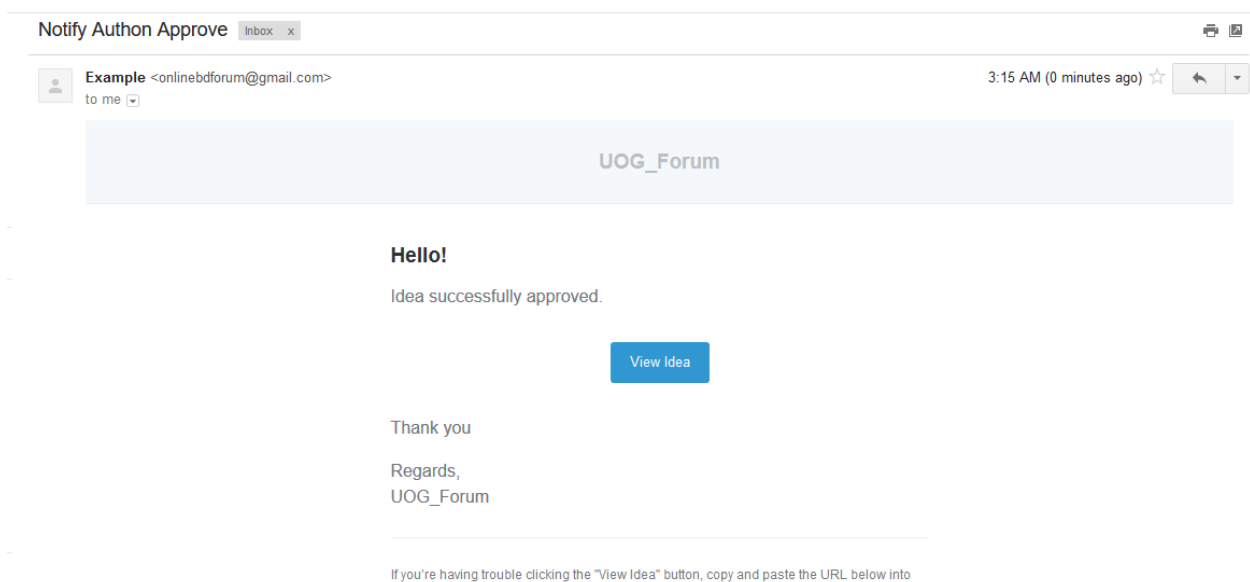 Notify Authon Approve Inbox x
Example <onlinebdforum@gmail.com> 3:15 AM (0 minutes ago)
to me
UOG_Forum
Hello!
Idea successfully approved.
View Idea
Thank you
Regards,
UOG_Forum
If you're having trouble clicking the "View Idea" button, copy and paste the URL below into